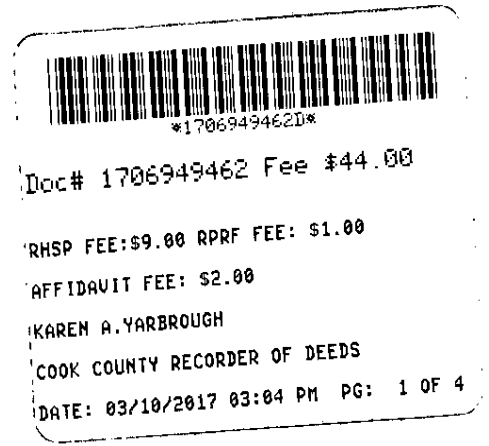 *1706949462D*
Doc# 1706949462 Fee $44.00
RHSP FEE:$9.00 RPRF FEE: $1.00
AFFIDAVIT FEE: $2.00
KAREN A.YARBROUGH
COOK COUNTY RECORDER OF DEEDS
DATE: 03/10/2017 03:04 PM PG: 1 OF 4